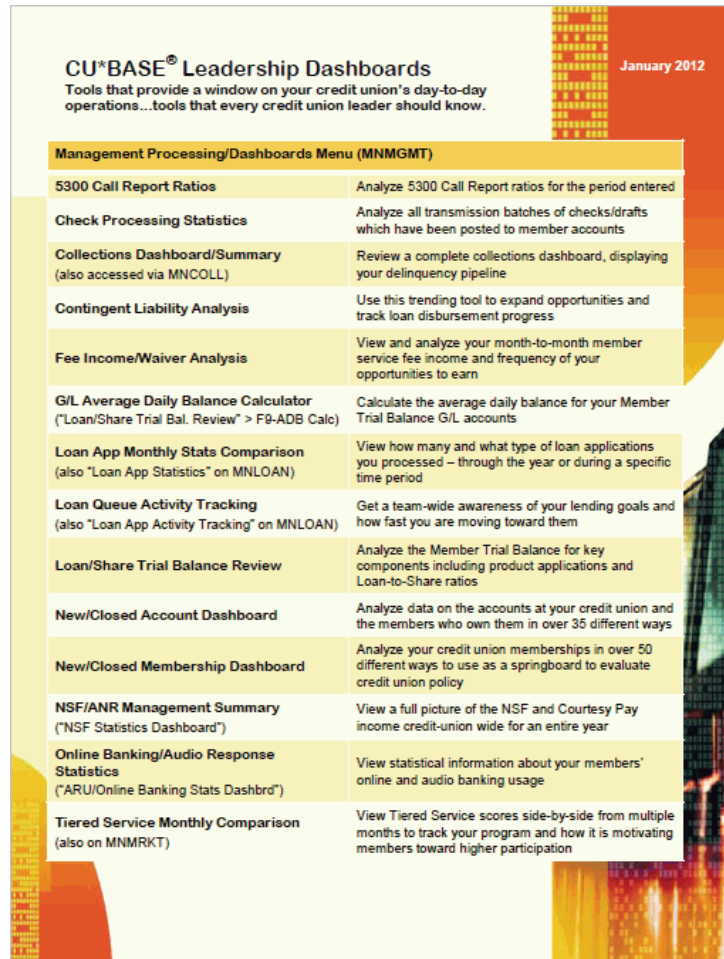 CU*BASE® Leadership Dashboards
January 2012
Tools that provide a window on your credit union's day-to-day
operations...tools that every credit union leader should know.
Management Processing/Dashboards Menu (MNMGMT)
5300 Call Report Ratios
Analyze 5300 Call Report ratios for the period entered
Check Processing Statistics
Analyze all transmission batches of checks/drafts
which have been posted to member accounts
Collections Dashboard/Summary
(also accessed via MNCOLL)
Review a complete collections dashboard, displaying
your delinquency pipeline
Contingent Liability Analysis
Use this trending tool to expand opportunities and
track loan disbursement progress
Fee Income/Waiver Analysis
View and analyze your month-to-month member
service fee income and frequency of your
opportunities to earn
G/L Average Daily Balance Calculator
("Loan/Share Trial Bal. Review" > F9-ADB Calc)
Calculate the average daily balance for your Member
Trial Balance G/L accounts
Loan App Monthly Stats Comparison
(also "Loan App Statistics" on MNLOAN)
View how many and what type of loan applications
you processed – through the year or during a specific
time period
Loan Queue Activity Tracking
(also "Loan App Activity Tracking" on MNLOAN)
Get a team-wide awareness of your lending goals and
how fast you are moving toward them
Loan/Share Trial Balance Review
Analyze the Member Trial Balance for key
components including product applications and
Loan-to-Share ratios
New/Closed Account Dashboard
Analyze data on the accounts at your credit union and
the members who own them in over 35 different ways
New/Closed Membership Dashboard
Analyze your credit union memberships in over 50
different ways to use as a springboard to evaluate
credit union policy
NSF/ANR Management Summary
("NSF Statistics Dashboard")
View a full picture of the NSF and Courtesy Pay
income credit-union wide for an entire year
Online Banking/Audio Response
Statistics
("ARU/Online Banking Stats Dashbrd")
View statistical information about your members'
online and audio banking usage
Tiered Service Monthly Comparison
(also on MNMRKT)
View Tiered Service scores side-by-side from multiple
months to track your program and how it is motivating
members toward higher participation